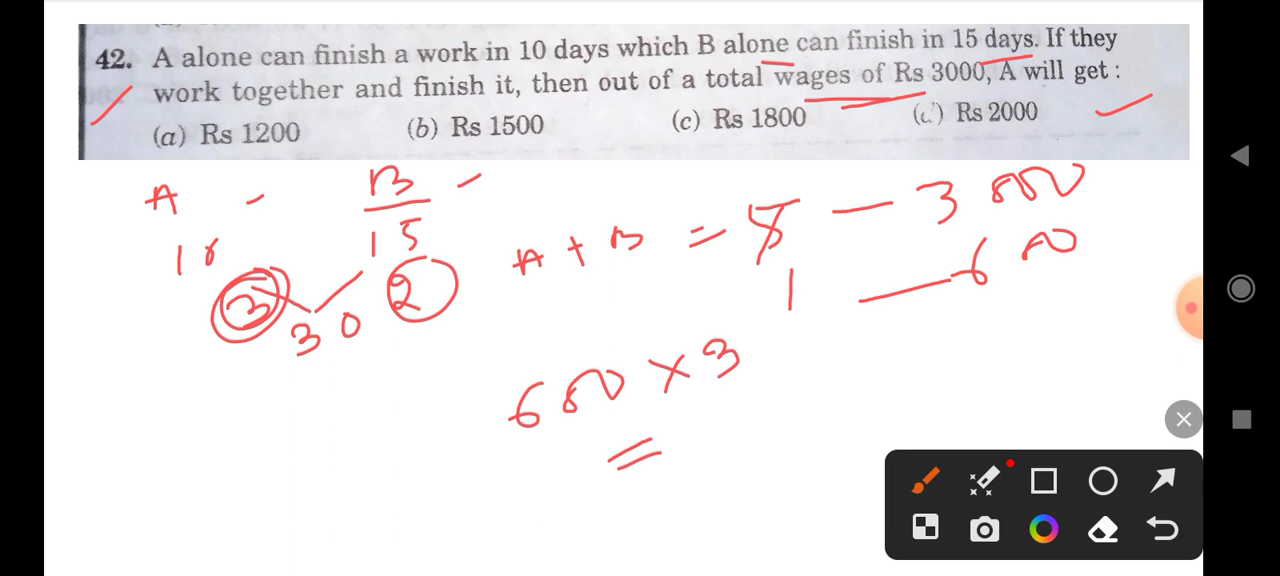 42. A alone can finish a work in 10 days which B alone can finish in 15 days. If they
work together and finish it, then out of a total wages of Rs 3000, A will get :
(a) Rs 1200 (b) Rs 1500 (c) Rs 1800 (d) Rs 2000
A - B -
10 15
3 30 2
A + B = 5 — 3000
1 — 600
600 × 3
=